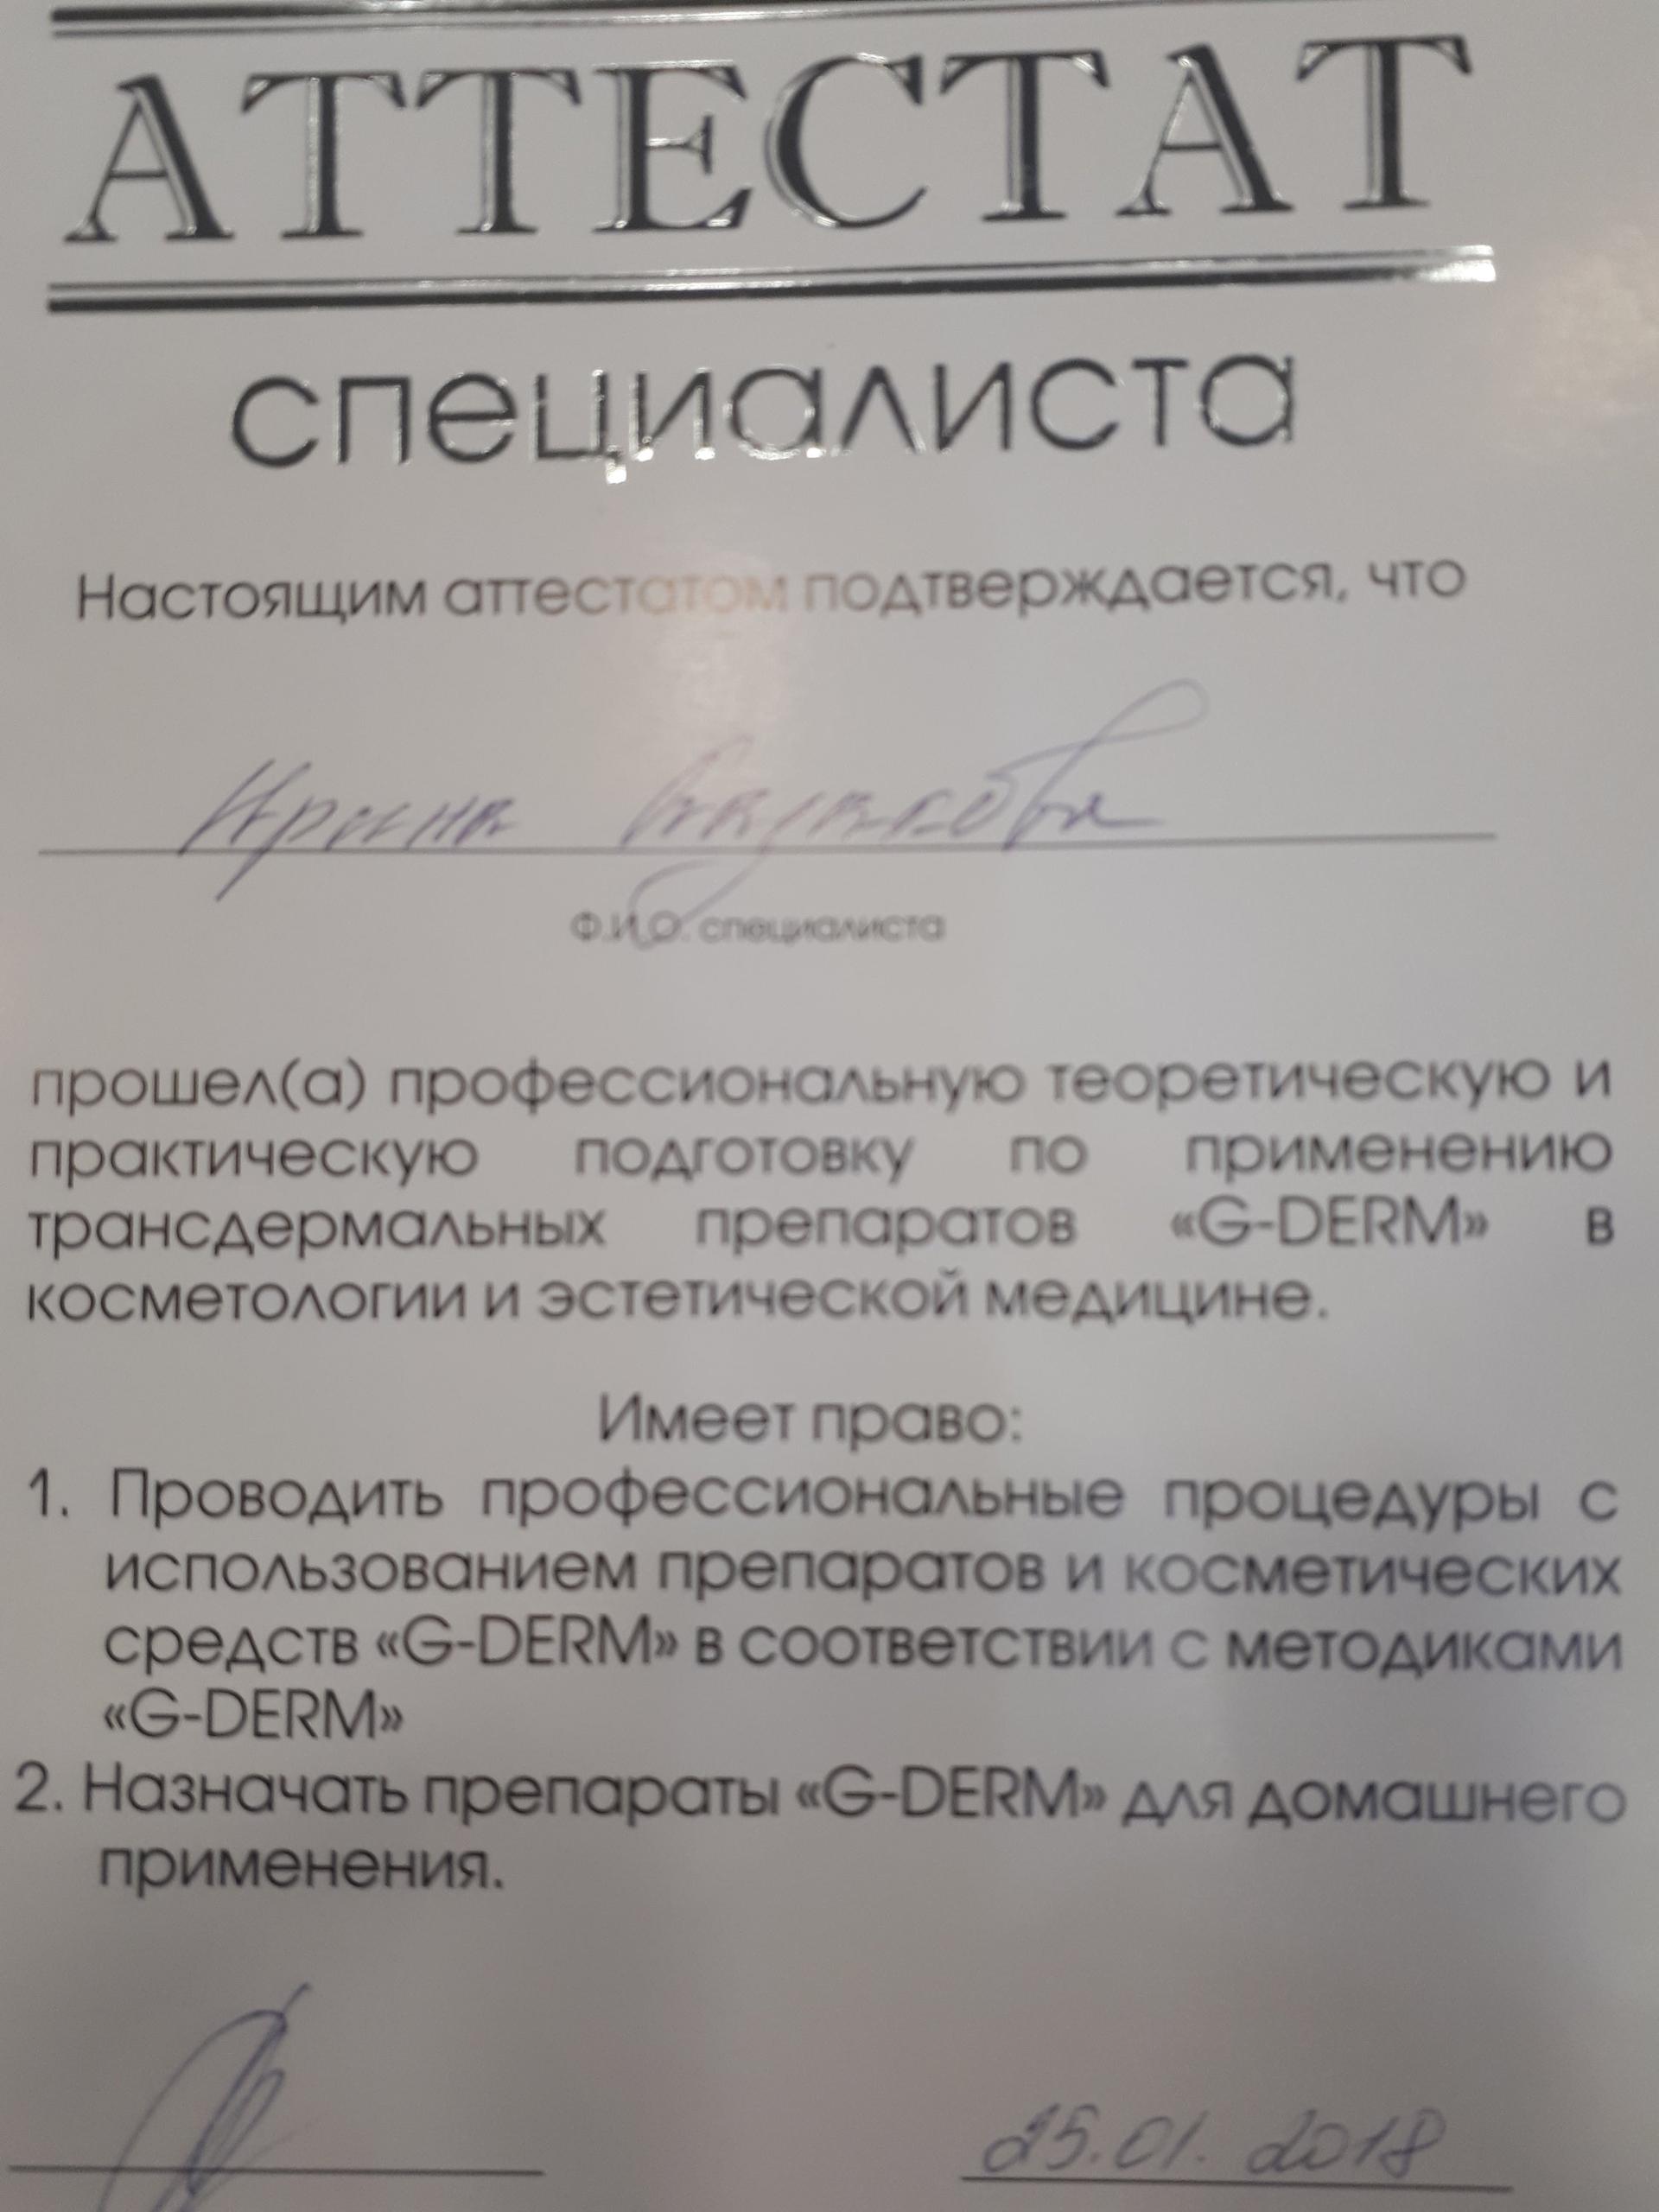 АТТЕСТАТ
специалиста
Настоящим аттестатом подтверждается, что
Ирина
Ф.И.О. специалиста
прошел(а) профессиональную теоретическую и
практическую подготовку по применению
трансдермальных препаратов «G-DERM» в
косметологии и эстетической медицине.
Имеет право:
1. Проводить профессиональные процедуры с
использованием препаратов и косметических
средств «G-DERM» в соответствии с методиками
«G-DERM»
2. Назначать препараты «G-DERM» для домашнего
применения.
25.01.2018